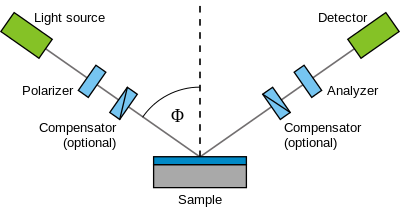 Light source
Detector
Polarizer
Analyzer
Compensator
(optional)
Φ
Compensator
(optional)
Sample